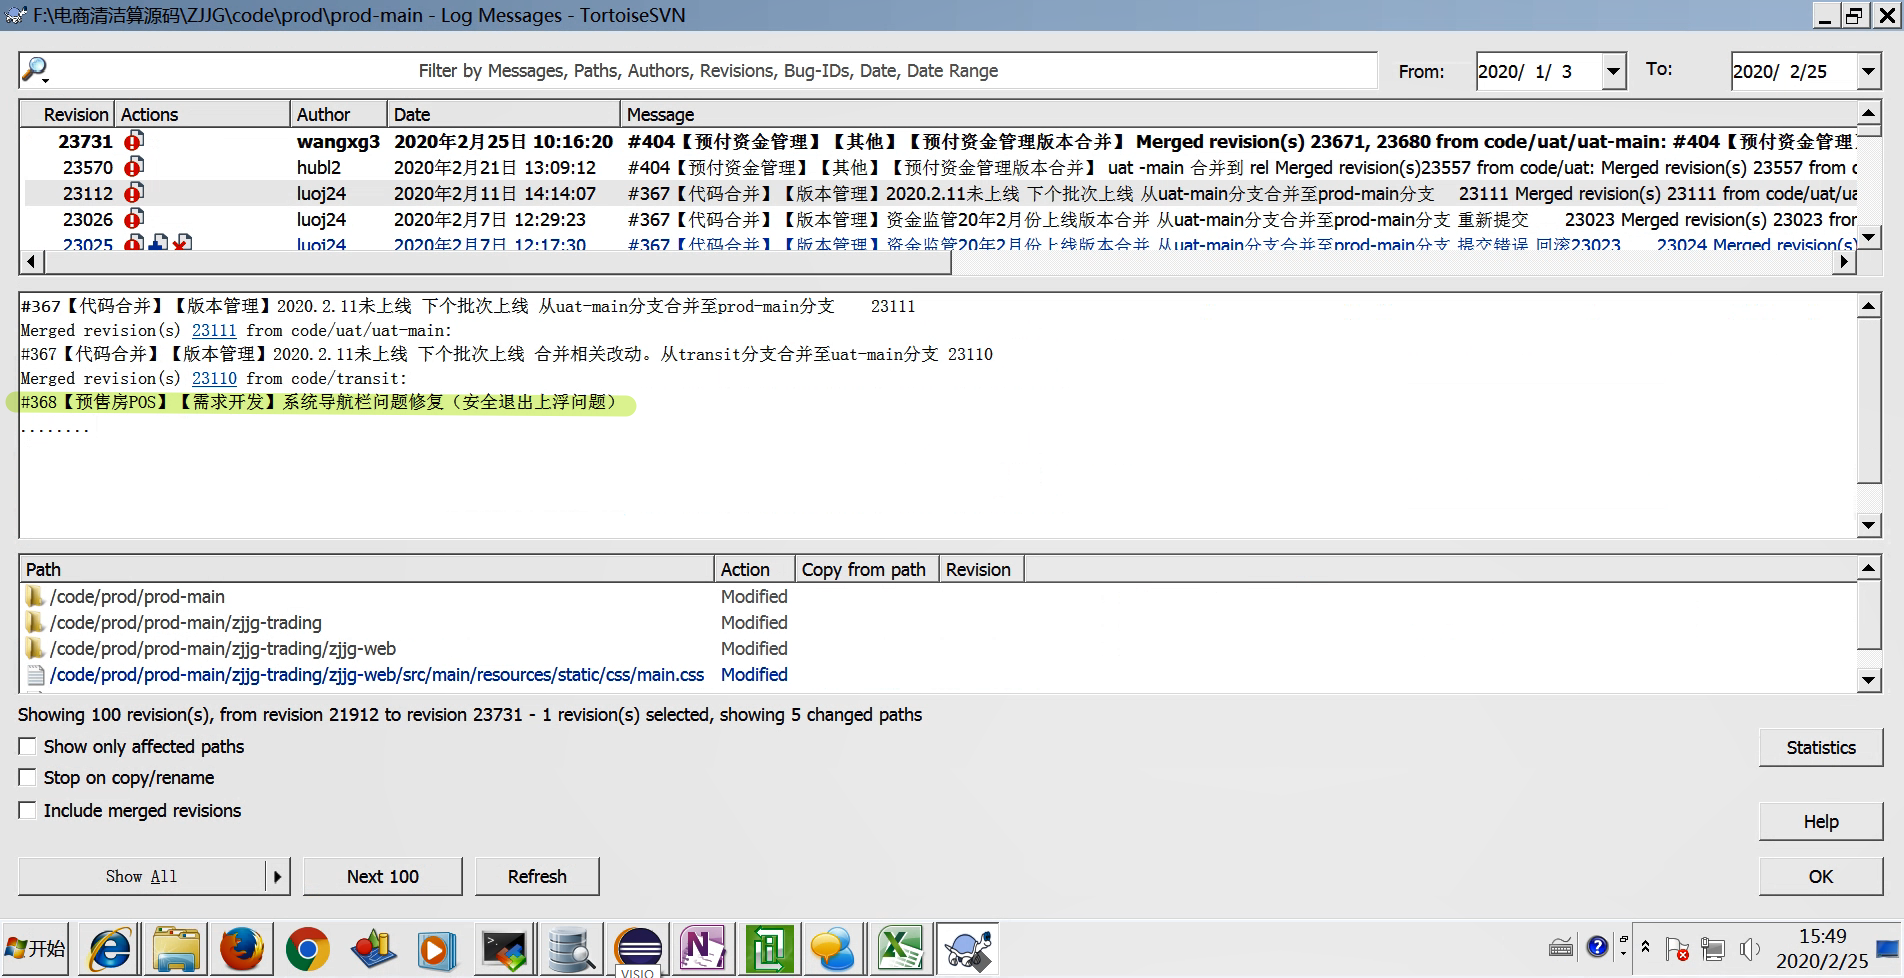 F:\电商清洁算源码\ZJJG\code\prod\prod-main - Log Messages - TortoiseSVN
Filter by Messages, Paths, Authors, Revisions, Bug-IDs, Date, Date Range
From: 2020/ 1/ 3 To: 2020/ 2/25
Revision Actions Author Date Message
23731 wangxg3 2020年2月25日 10:16:20 #404【预付资金管理】【其他】【预付资金管理版本合并】 Merged revision(s) 23671, 23680 from code/uat/uat-main: #404【预付资金管理
23570 hubl2 2020年2月21日 13:09:12 #404【预付资金管理】【其他】【预付资金管理版本合并】 uat -main 合并到 rel Merged revision(s)23557 from code/uat: Merged revision(s) 23557 from c
23112 luoj24 2020年2月11日 14:14:07 #367【代码合并】【版本管理】2020.2.11未上线 下个批次上线 从uat-main分支合并至prod-main分支 23111 Merged revision(s) 23111 from code/uat/ua
23026 luoj24 2020年2月7日 12:29:23 #367【代码合并】【版本管理】资金监管20年2月份上线版本合并 从uat-main分支合并至prod-main分支 重新提交 23023 Merged revision(s) 23023 fror
23025 luoj24 2020年2月7日 12:17:30 #367【代码合并】【版本管理】资金监管20年2月份上线版本合并 从uat-main分支合并至prod-main分支 提交错误 回滚23023 23024 Merged revision(s)
#367【代码合并】【版本管理】2020.2.11未上线 下个批次上线 从uat-main分支合并至prod-main分支 23111
Merged revision(s) 23111 from code/uat/uat-main:
#367【代码合并】【版本管理】2020.2.11未上线 下个批次上线 合并相关改动。从transit分支合并至uat-main分支 23110
Merged revision(s) 23110 from code/transit:
#368【预售房POS】【需求开发】系统导航栏问题修复（安全退出上浮问题）
........
Path Action Copy from path Revision
/code/prod/prod-main Modified
/code/prod/prod-main/zjjg-trading Modified
/code/prod/prod-main/zjjg-trading/zjjg-web Modified
/code/prod/prod-main/zjjg-trading/zjjg-web/src/main/resources/static/css/main.css Modified
Showing 100 revision(s), from revision 21912 to revision 23731 - 1 revision(s) selected, showing 5 changed paths
Show only affected paths
Statistics
Stop on copy/rename
Include merged revisions
Help
Show All Next 100 Refresh OK
开始
VISIO
15:49
2020/2/25